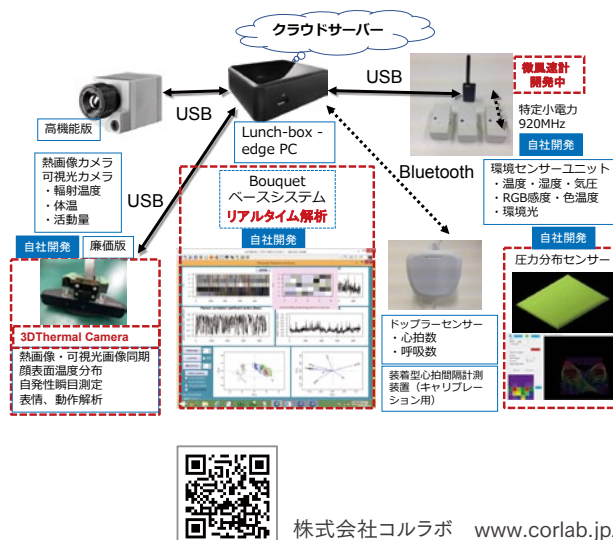 クラウドサーバー
USB
USB
微風速計
開発中
高機能版
Lunch-box -
edge PC
特定小電力
920MHz
自社開発
熱画像カメラ
可視光カメラ
・輻射温度
・体温
・活動量
USB
Bluetooth
Bouquet
ベースシステム
リアルタイム解析
自社開発
環境センサーユニット
・温度・湿度・気圧
・RGB感度・色温度
・環境光
自社開発
廉価版
自社開発
圧力分布センサー
3DThermal Camera
熱画像・可視光画像同期
顔表面温度分布
自発性瞬目測定
表情、動作解析
ドップラーセンサー
・心拍数
・呼吸数
装着型心拍間隔計測
装置（キャリブレー
ション用）
株式会社コルラボ www.corlab.jp